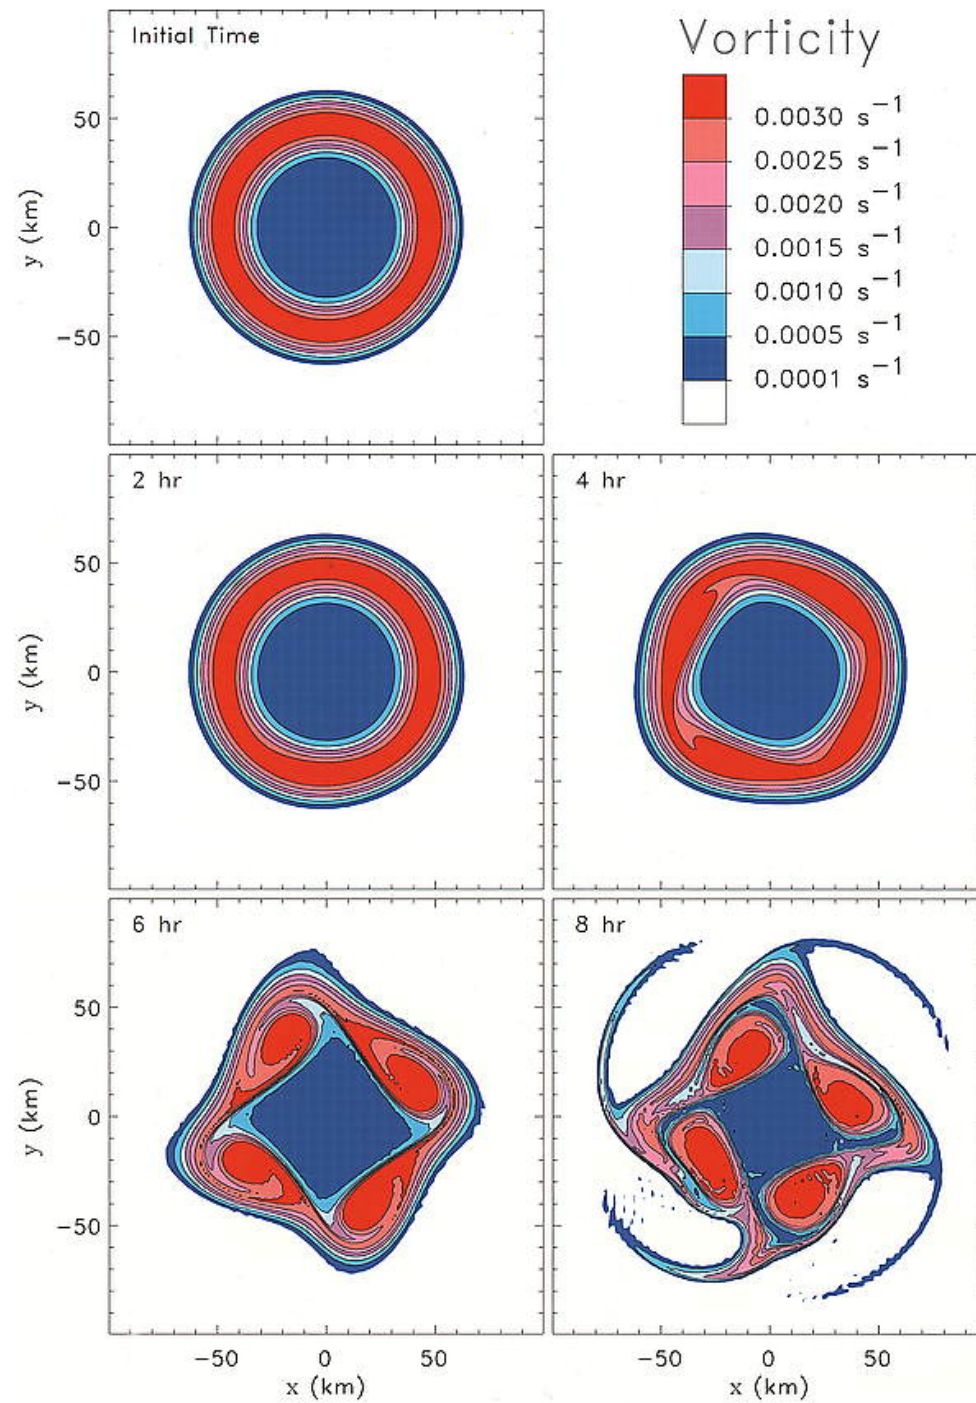 Initial Time
Vorticity
50
0
−50
y (km)
0.0030 s⁻¹
0.0025 s⁻¹
0.0020 s⁻¹
0.0015 s⁻¹
0.0010 s⁻¹
0.0005 s⁻¹
0.0001 s⁻¹
2 hr
4 hr
50
0
−50
y (km)
6 hr
8 hr
50
0
−50
y (km)
−50 0 50
x (km)
−50 0 50
x (km)